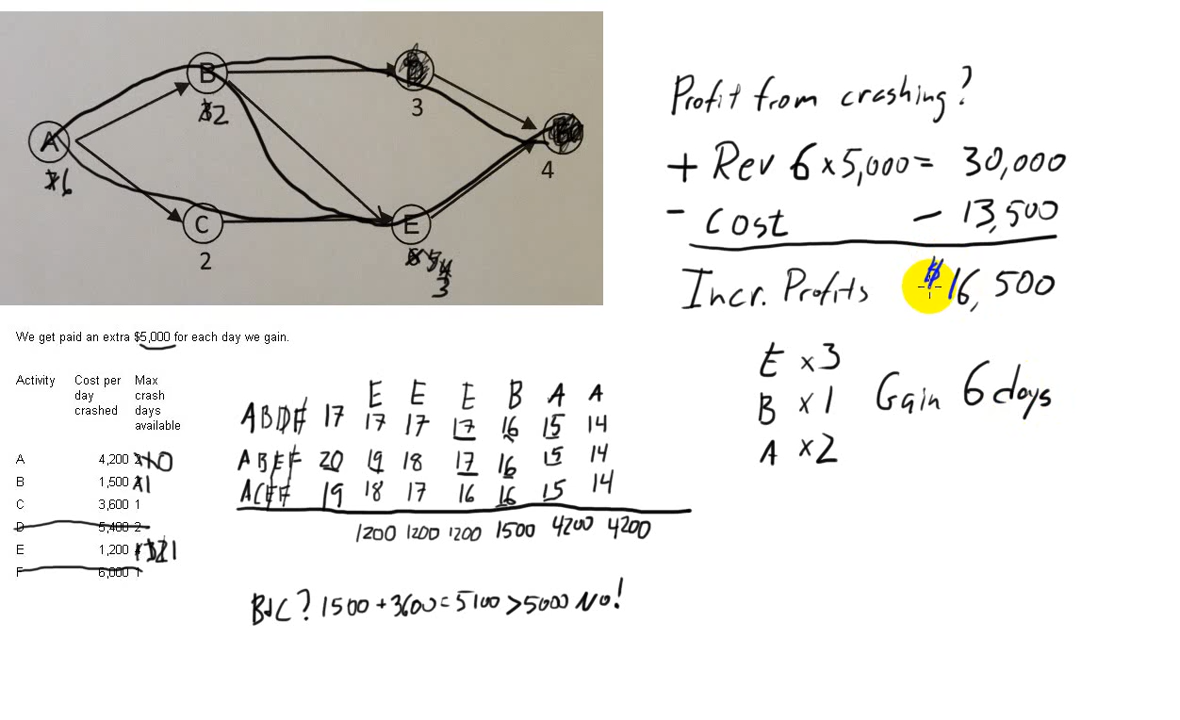 B
D
2
3
A
6
4
C
E
2
5 4
3
We get paid an extra $5,000 for each day we gain.
Activity Cost per day crashed Max crash days available
A 4,200 0
B 1,500 1
C 3,600 1
D 5,400 2
E 1,200 1
F 6,000 1
E E E B A A
ABDF 17 17 17 17 16 15 14
ABEF 20 19 18 17 16 15 14
ACEF 19 18 17 16 16 15 14
1200 1200 1200 1500 4200 4200
B+C? 1500 + 3600 = 5100 > 5000 No!
Profit from crashing?
+ Rev 6 x 5,000 = 30,000
- Cost - 13,500
Incr. Profits $16,500
E x3
B x1 Gain 6 days
A x2